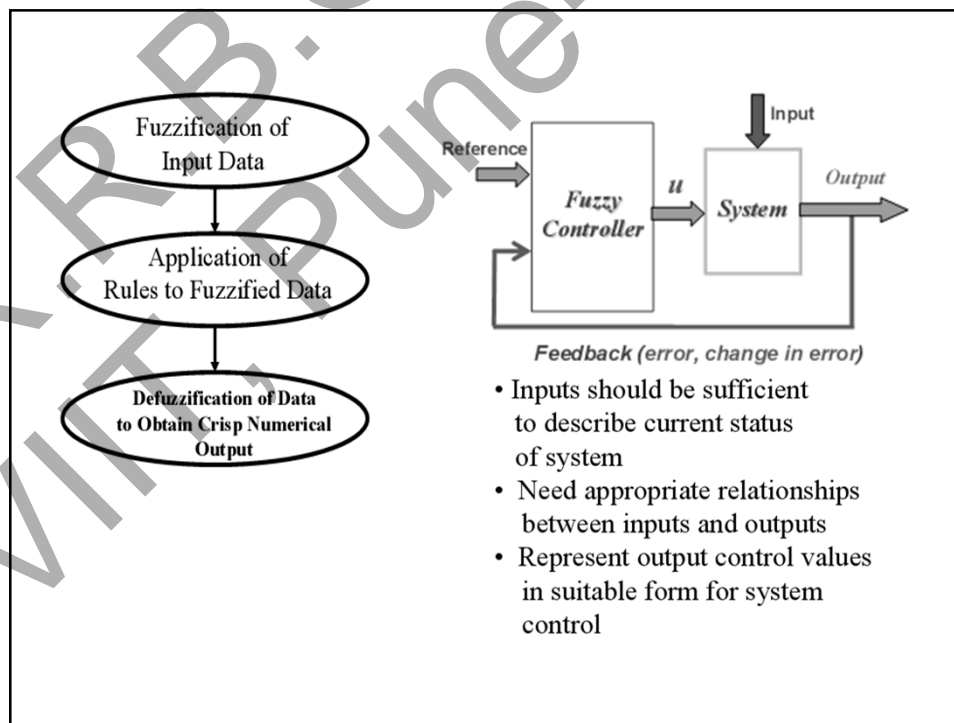 Fuzzification of
Input Data
Application of
Rules to Fuzzified Data
Defuzzification of Data
to Obtain Crisp Numerical
Output
Input
Reference
Fuzzy
Controller
u
System
Output
Feedback (error, change in error)
• Inputs should be sufficient
to describe current status
of system
• Need appropriate relationships
between inputs and outputs
• Represent output control values
in suitable form for system
control
R.B.
VIIT, Pune